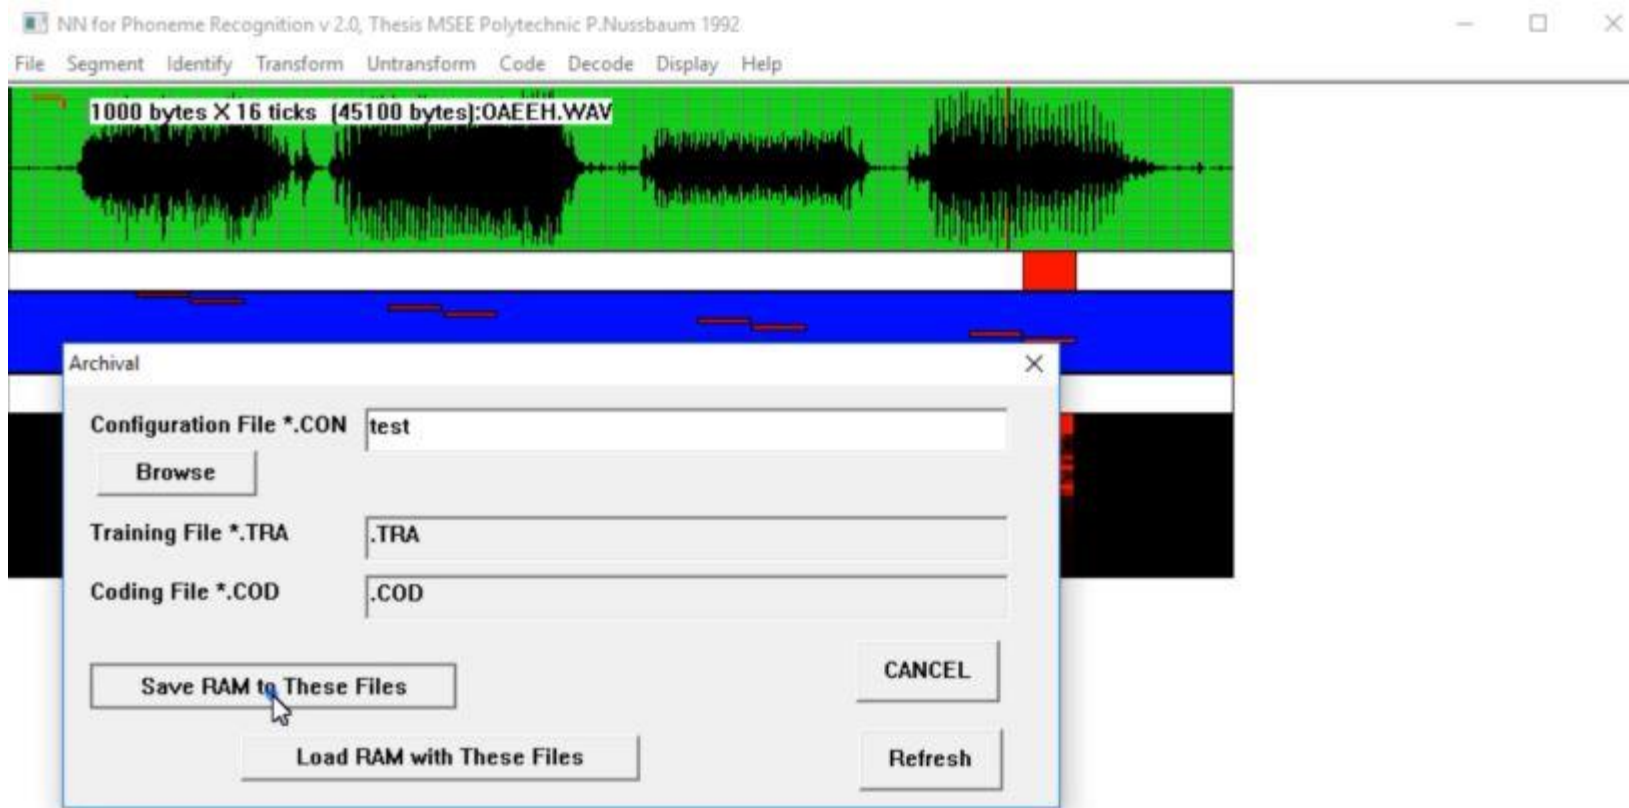 NN for Phoneme Recognition v 2.0, Thesis MSEE Polytechnic P.Nussbaum 1992
File Segment Identify Transform Untransform Code Decode Display Help
1000 bytes X 16 ticks (45100 bytes):OAEEH.WAV
Archival
Configuration File *.CON test
Browse
Training File *.TRA .TRA
Coding File *.COD .COD
CANCEL
Save RAM to These Files
Load RAM with These Files
Refresh